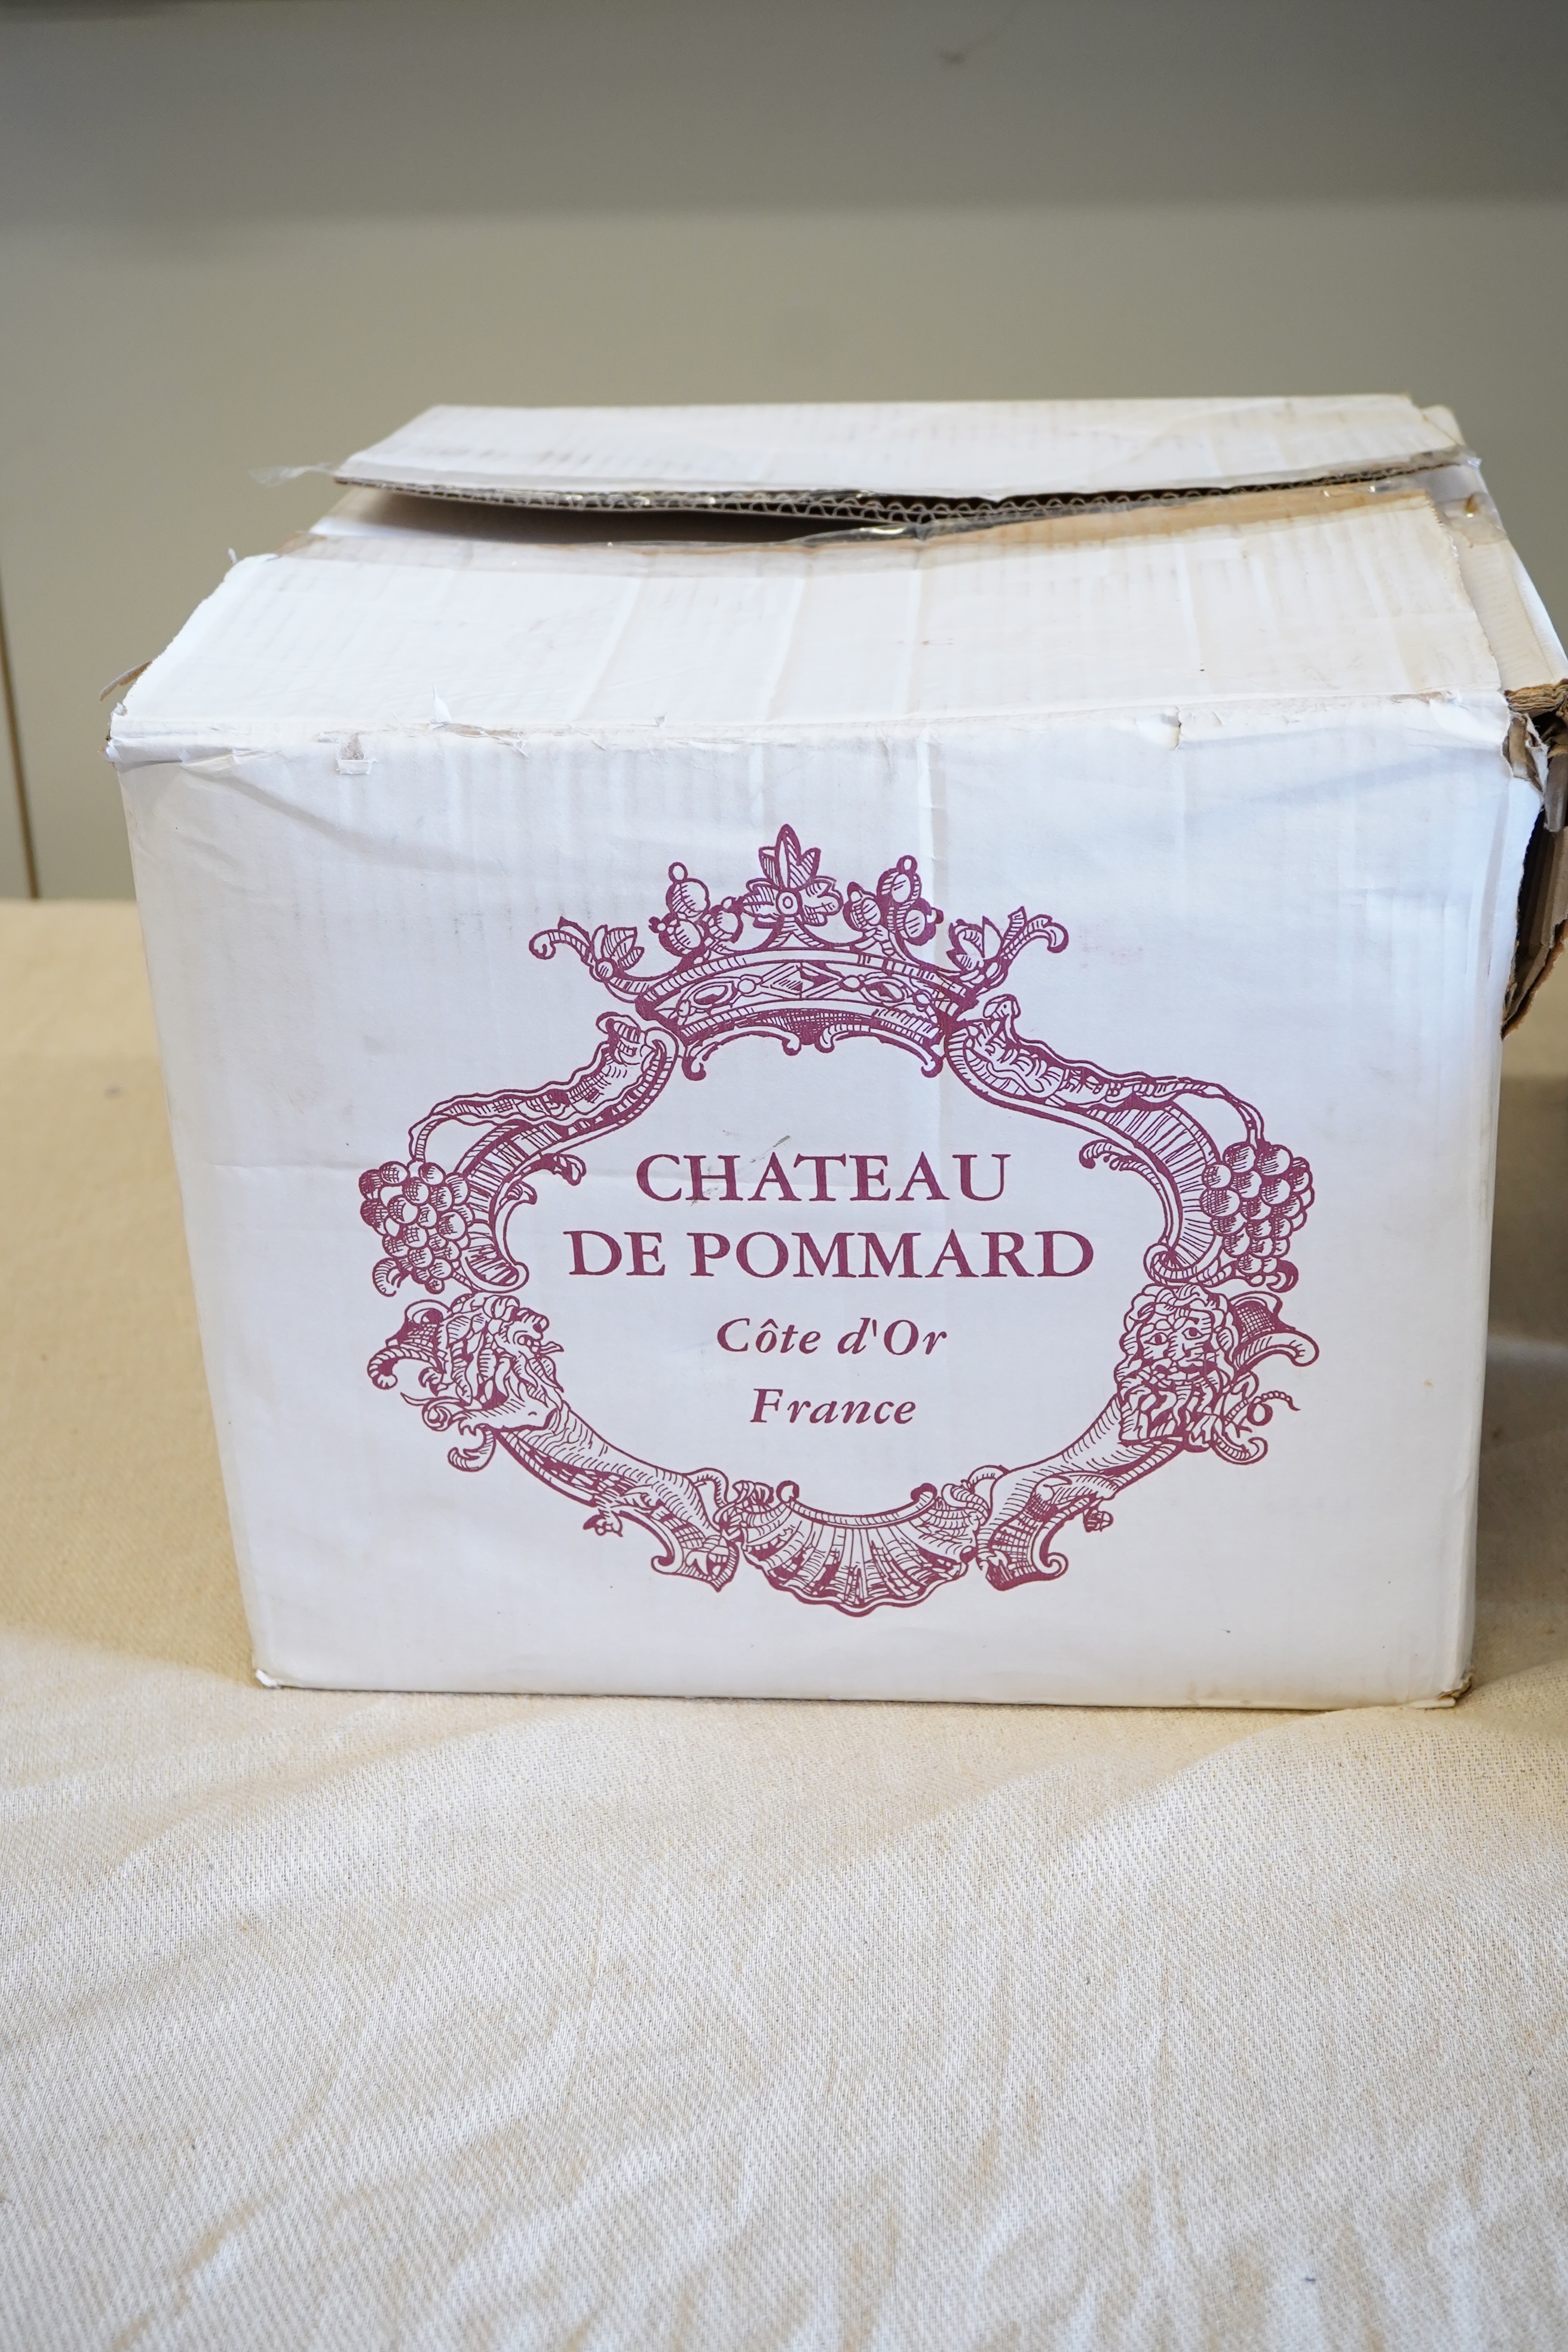 CHATEAU
DE POMMARD
Côte d'Or
France